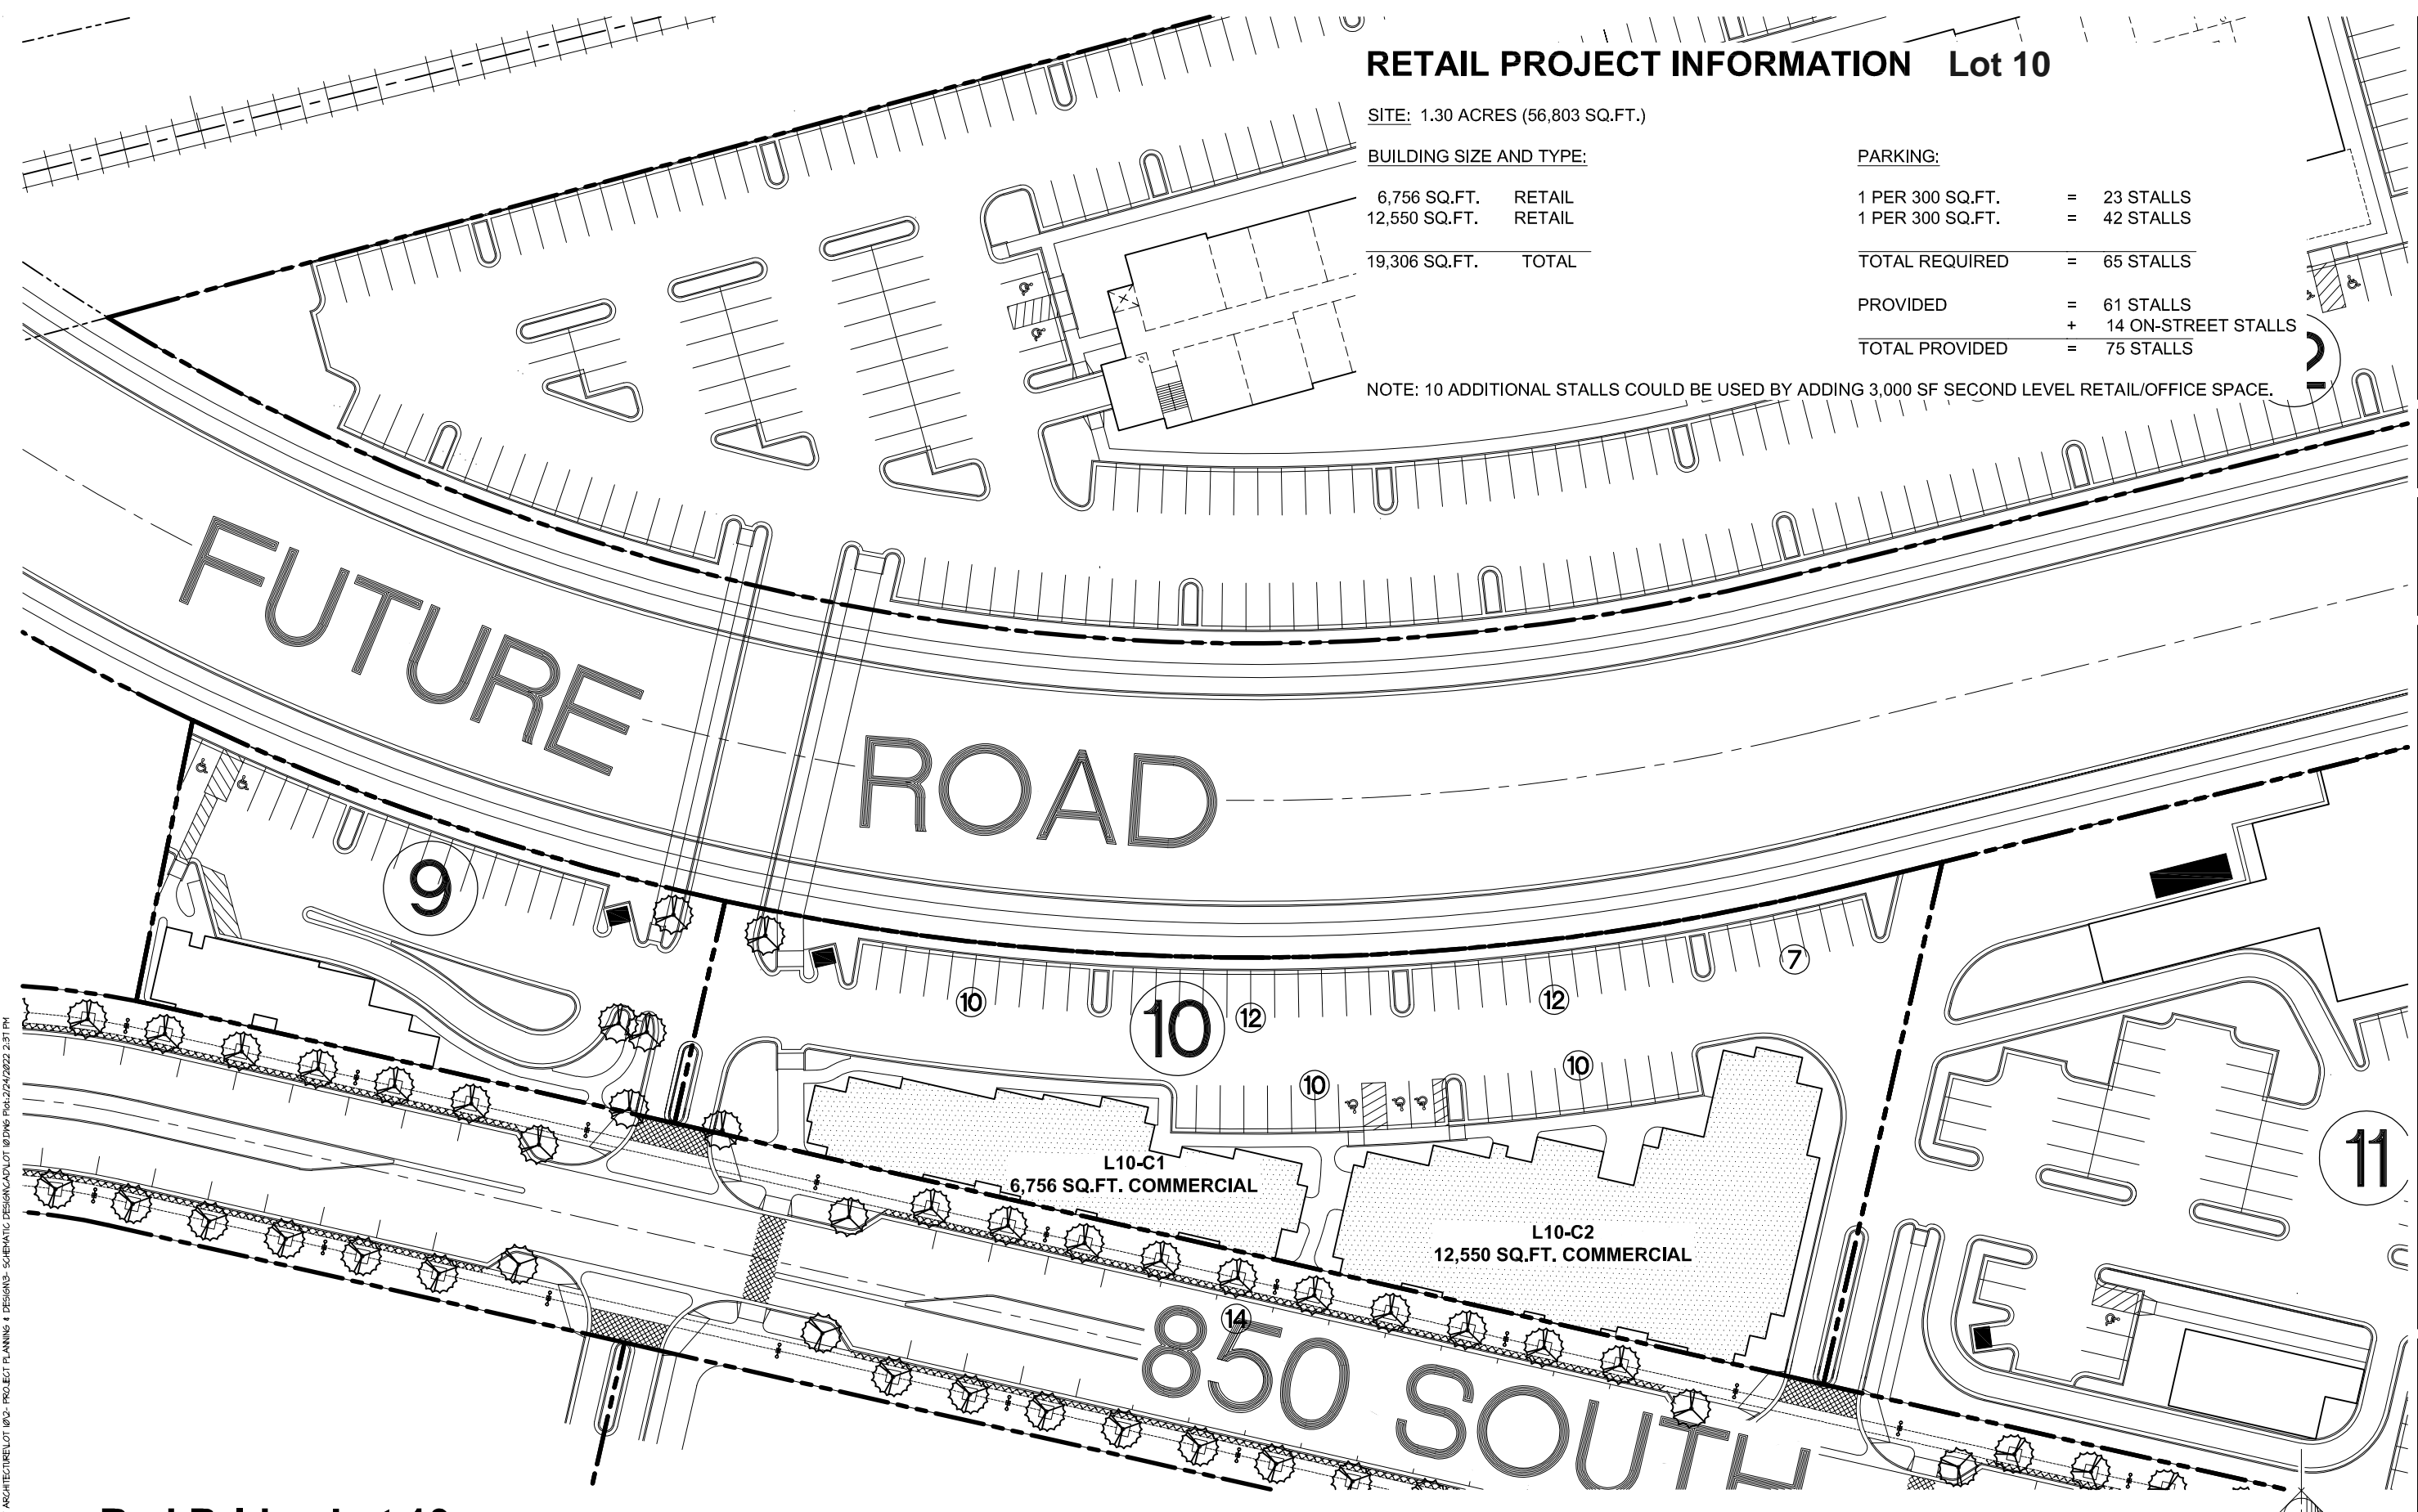 RETAIL PROJECT INFORMATION Lot 10
SITE: 1.30 ACRES (56,803 SQ.FT.)
BUILDING SIZE AND TYPE:
6,756 SQ.FT. RETAIL
12,550 SQ.FT. RETAIL
19,306 SQ.FT. TOTAL
PARKING:
1 PER 300 SQ.FT. = 23 STALLS
1 PER 300 SQ.FT. = 42 STALLS
TOTAL REQUIRED = 65 STALLS
PROVIDED = 61 STALLS
+ 14 ON-STREET STALLS
TOTAL PROVIDED = 75 STALLS
NOTE: 10 ADDITIONAL STALLS COULD BE USED BY ADDING 3,000 SF SECOND LEVEL RETAIL/OFFICE SPACE.
FUTURE ROAD
9
7
10
12
12
10
10
10
11
L10-C1
6,756 SQ.FT. COMMERCIAL
L10-C2
12,550 SQ.FT. COMMERCIAL
14
850 SOUTH